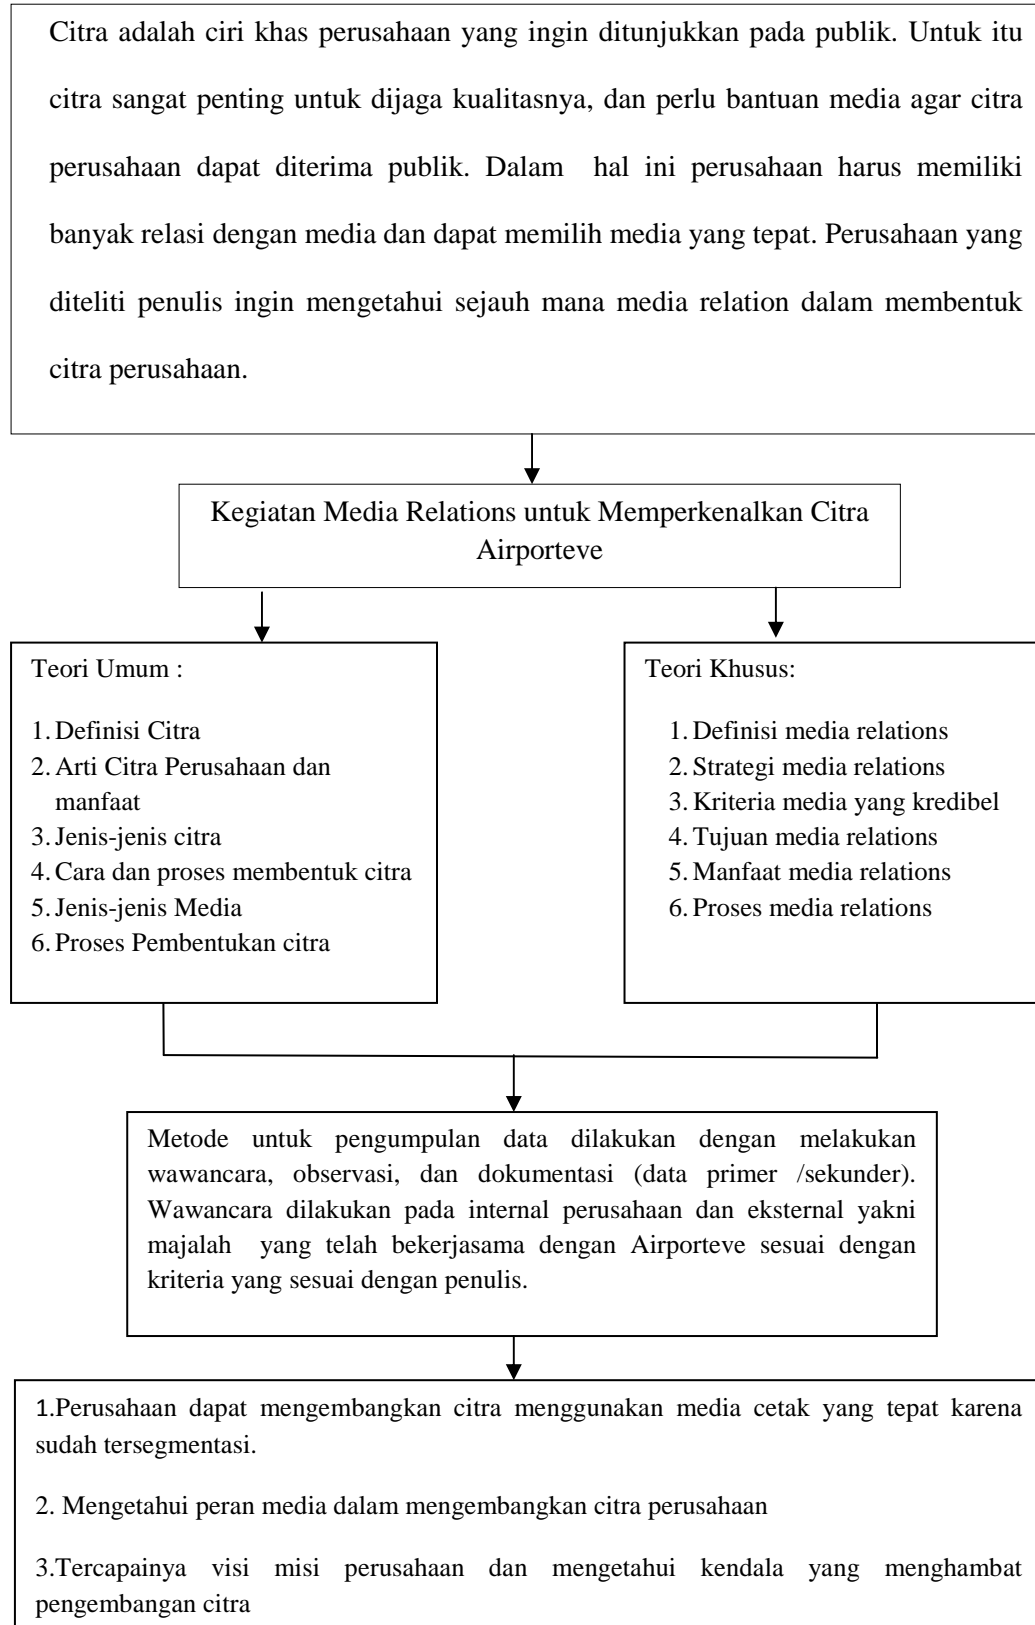 Citra adalah ciri khas perusahaan yang ingin ditunjukkan pada publik. Untuk itu
citra sangat penting untuk dijaga kualitasnya, dan perlu bantuan media agar citra
perusahaan dapat diterima publik. Dalam hal ini perusahaan harus memiliki
banyak relasi dengan media dan dapat memilih media yang tepat. Perusahaan yang
diteliti penulis ingin mengetahui sejauh mana media relation dalam membentuk
citra perusahaan.
Kegiatan Media Relations untuk Memperkenalkan Citra
Airporteve
Teori Umum :
1. Definisi Citra
2. Arti Citra Perusahaan dan
manfaat
3. Jenis-jenis citra
4. Cara dan proses membentuk citra
5. Jenis-jenis Media
6. Proses Pembentukan citra
Teori Khusus:
1. Definisi media relations
2. Strategi media relations
3. Kriteria media yang kredibel
4. Tujuan media relations
5. Manfaat media relations
6. Proses media relations
Metode untuk pengumpulan data dilakukan dengan melakukan
wawancara, observasi, dan dokumentasi (data primer /sekunder).
Wawancara dilakukan pada internal perusahaan dan eksternal yakni
majalah yang telah bekerjasama dengan Airporteve sesuai dengan
kriteria yang sesuai dengan penulis.
1.Perusahaan dapat mengembangkan citra menggunakan media cetak yang tepat karena
sudah tersegmentasi.
2. Mengetahui peran media dalam mengembangkan citra perusahaan
3.Tercapainya visi misi perusahaan dan mengetahui kendala yang menghambat
pengembangan citra